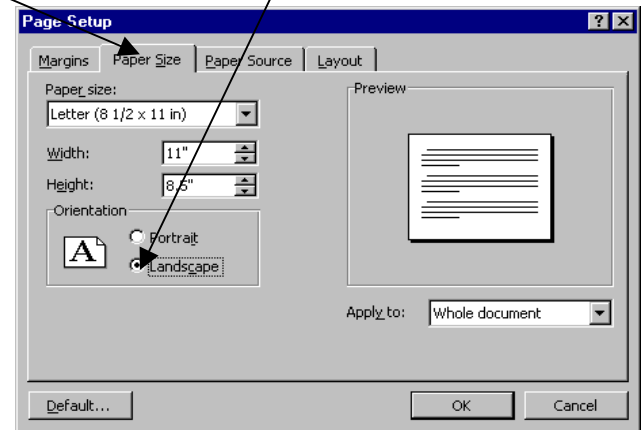 Page Setup
Margins Paper Size Paper Source Layout
Paper size:
Letter (8 1/2 x 11 in)
Width: 11"
Height: 8.5"
Orientation
A
Portrait
Landscape
Preview
Apply to: Whole document
Default... OK Cancel